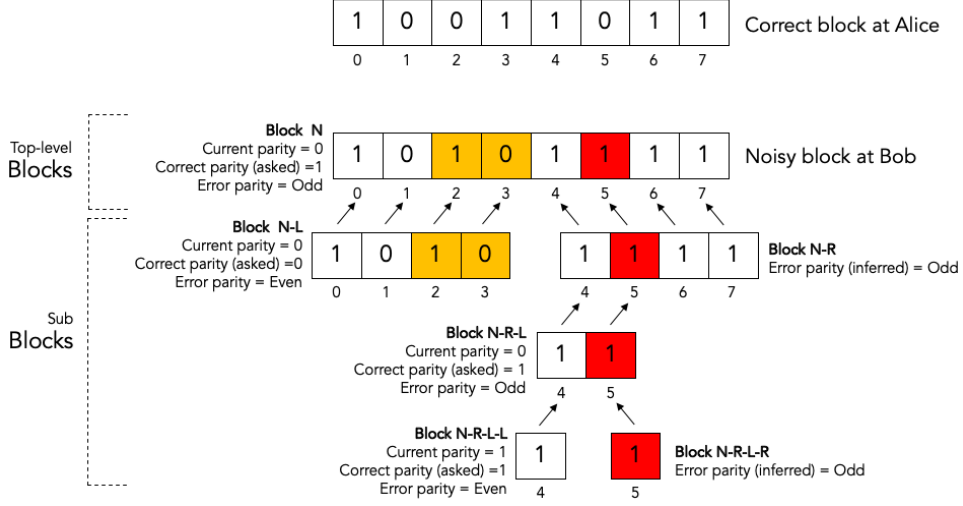 1 0 0 1 1 0 1 1
Correct block at Alice
0 1 2 3 4 5 6 7
Top-level
Blocks
Block N
Current parity = 0
Correct parity (asked) =1
Error parity = Odd
1 0 1 0 1 1 1 1
Noisy block at Bob
0 1 2 3 4 5 6 7
Sub
Blocks
Block N-L
Current parity = 0
Correct parity (asked) =0
Error parity = Even
1 0 1 0
0 1 2 3
1 1 1 1
4 5 6 7
Block N-R
Error parity (inferred) = Odd
Block N-R-L
Current parity = 0
Correct parity (asked) = 1
Error parity = Odd
1 1
4 5
Block N-R-L-L
Current parity = 1
Correct parity (asked) =1
Error parity = Even
1
4
1
5
Block N-R-L-R
Error parity (inferred) = Odd